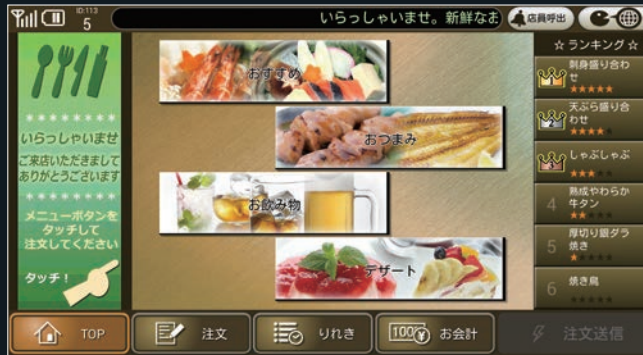 ID:113
5
いらっしゃいませ。新鮮なお
店員呼出
いらっしゃいませ
ご来店いただきまして
ありがとうございます
メニューボタンを
タッチして
注文してください
タッチ！
おすすめ
おつまみ
お飲み物
デザート
☆ ランキング ☆
1
刺身盛り合わ
せ
★★★★★
2
天ぷら盛り合
わせ
★★★★
3
しゃぶしゃぶ
★★★
4
熟成やわらか
牛タン
★★
5
厚切り銀ダラ
焼き
★
6
焼き鳥
TOP
注文
りれき
1000 ¥
お会計
注文送信